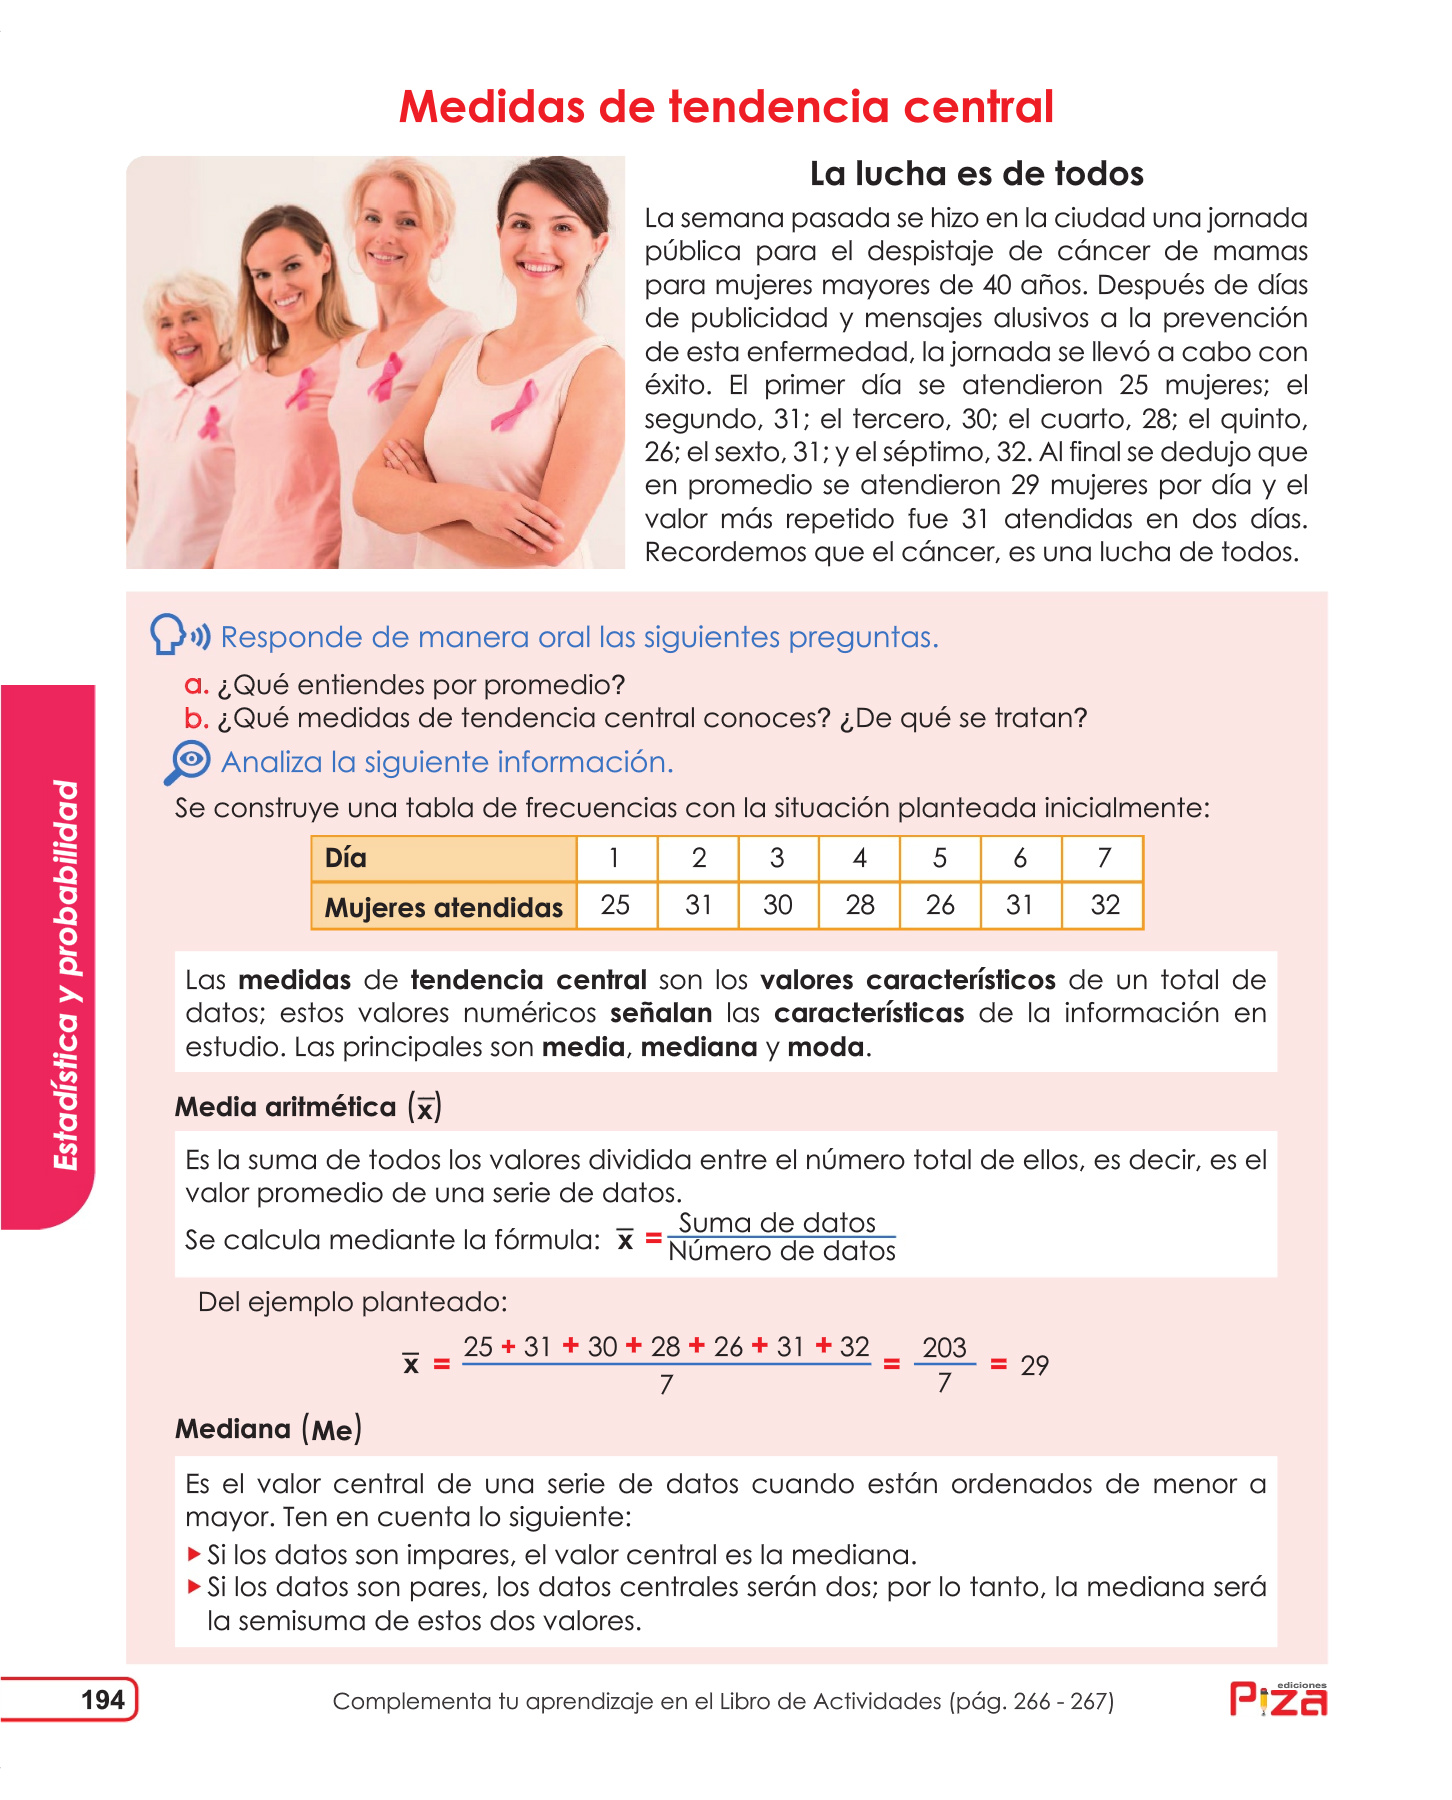 Medidas de tendencia central
La lucha es de todos
La semana pasada se hizo en la ciudad una jornada
pública para el despistaje de cáncer de mamas
para mujeres mayores de 40 años. Después de días
de publicidad y mensajes alusivos a la prevención
de esta enfermedad, la jornada se llevó a cabo con
éxito. El primer día se atendieron 25 mujeres; el
segundo, 31; el tercero, 30; el cuarto, 28; el quinto,
26; el sexto, 31; y el séptimo, 32. Al final se dedujo que
en promedio se atendieron 29 mujeres por día y el
valor más repetido fue 31 atendidas en dos días.
Recordemos que el cáncer, es una lucha de todos.
Responde de manera oral las siguientes preguntas.
a. ¿Qué entiendes por promedio?
b. ¿Qué medidas de tendencia central conoces? ¿De qué se tratan?
Analiza la siguiente información.
Se construye una tabla de frecuencias con la situación planteada inicialmente:
Día 1 2 3 4 5 6 7
Mujeres atendidas 25 31 30 28 26 31 32
Las medidas de tendencia central son los valores característicos de un total de
datos; estos valores numéricos señalan las características de la información en
estudio. Las principales son media, mediana y moda.
Media aritmética (x̅)
Es la suma de todos los valores dividida entre el número total de ellos, es decir, es el
valor promedio de una serie de datos.
Se calcula mediante la fórmula: x̅ = Suma de datos
Número de datos
Del ejemplo planteado:
x̅ = 25 + 31 + 30 + 28 + 26 + 31 + 32 = 203 = 29
7 7
Mediana (Me)
Es el valor central de una serie de datos cuando están ordenados de menor a
mayor. Ten en cuenta lo siguiente:
▸ Si los datos son impares, el valor central es la mediana.
▸ Si los datos son pares, los datos centrales serán dos; por lo tanto, la mediana será
la semisuma de estos dos valores.
Estadística y probabilidad
194
Complementa tu aprendizaje en el Libro de Actividades (pág. 266 - 267)
ediciones
Piza